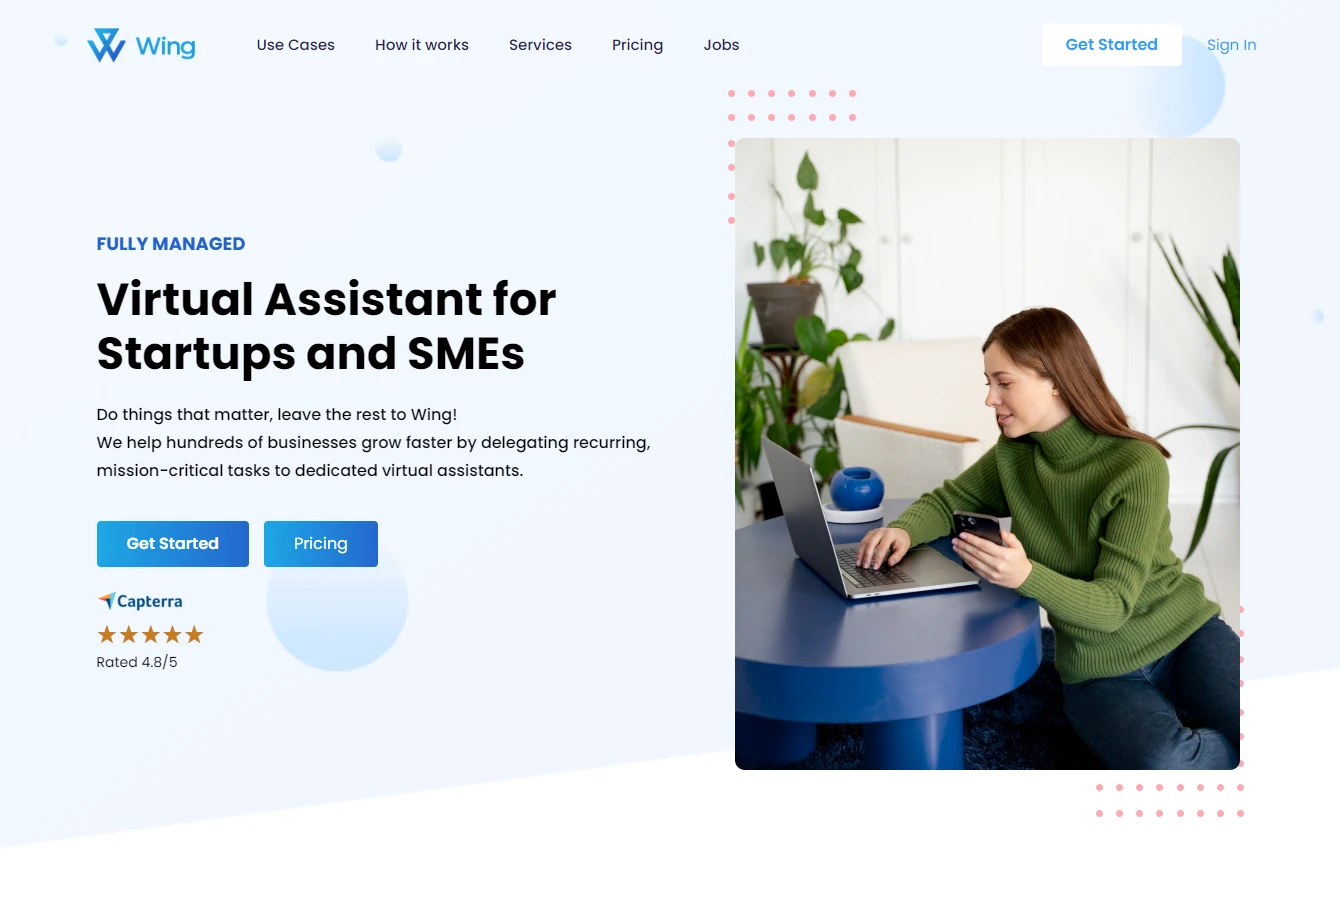 Wing
Use Cases
How it works
Services
Pricing
Jobs
Get Started
Sign In
FULLY MANAGED
Virtual Assistant for
Startups and SMEs
Do things that matter, leave the rest to Wing!
We help hundreds of businesses grow faster by delegating recurring,
mission-critical tasks to dedicated virtual assistants.
Get Started
Pricing
Capterra
Rated 4.8/5